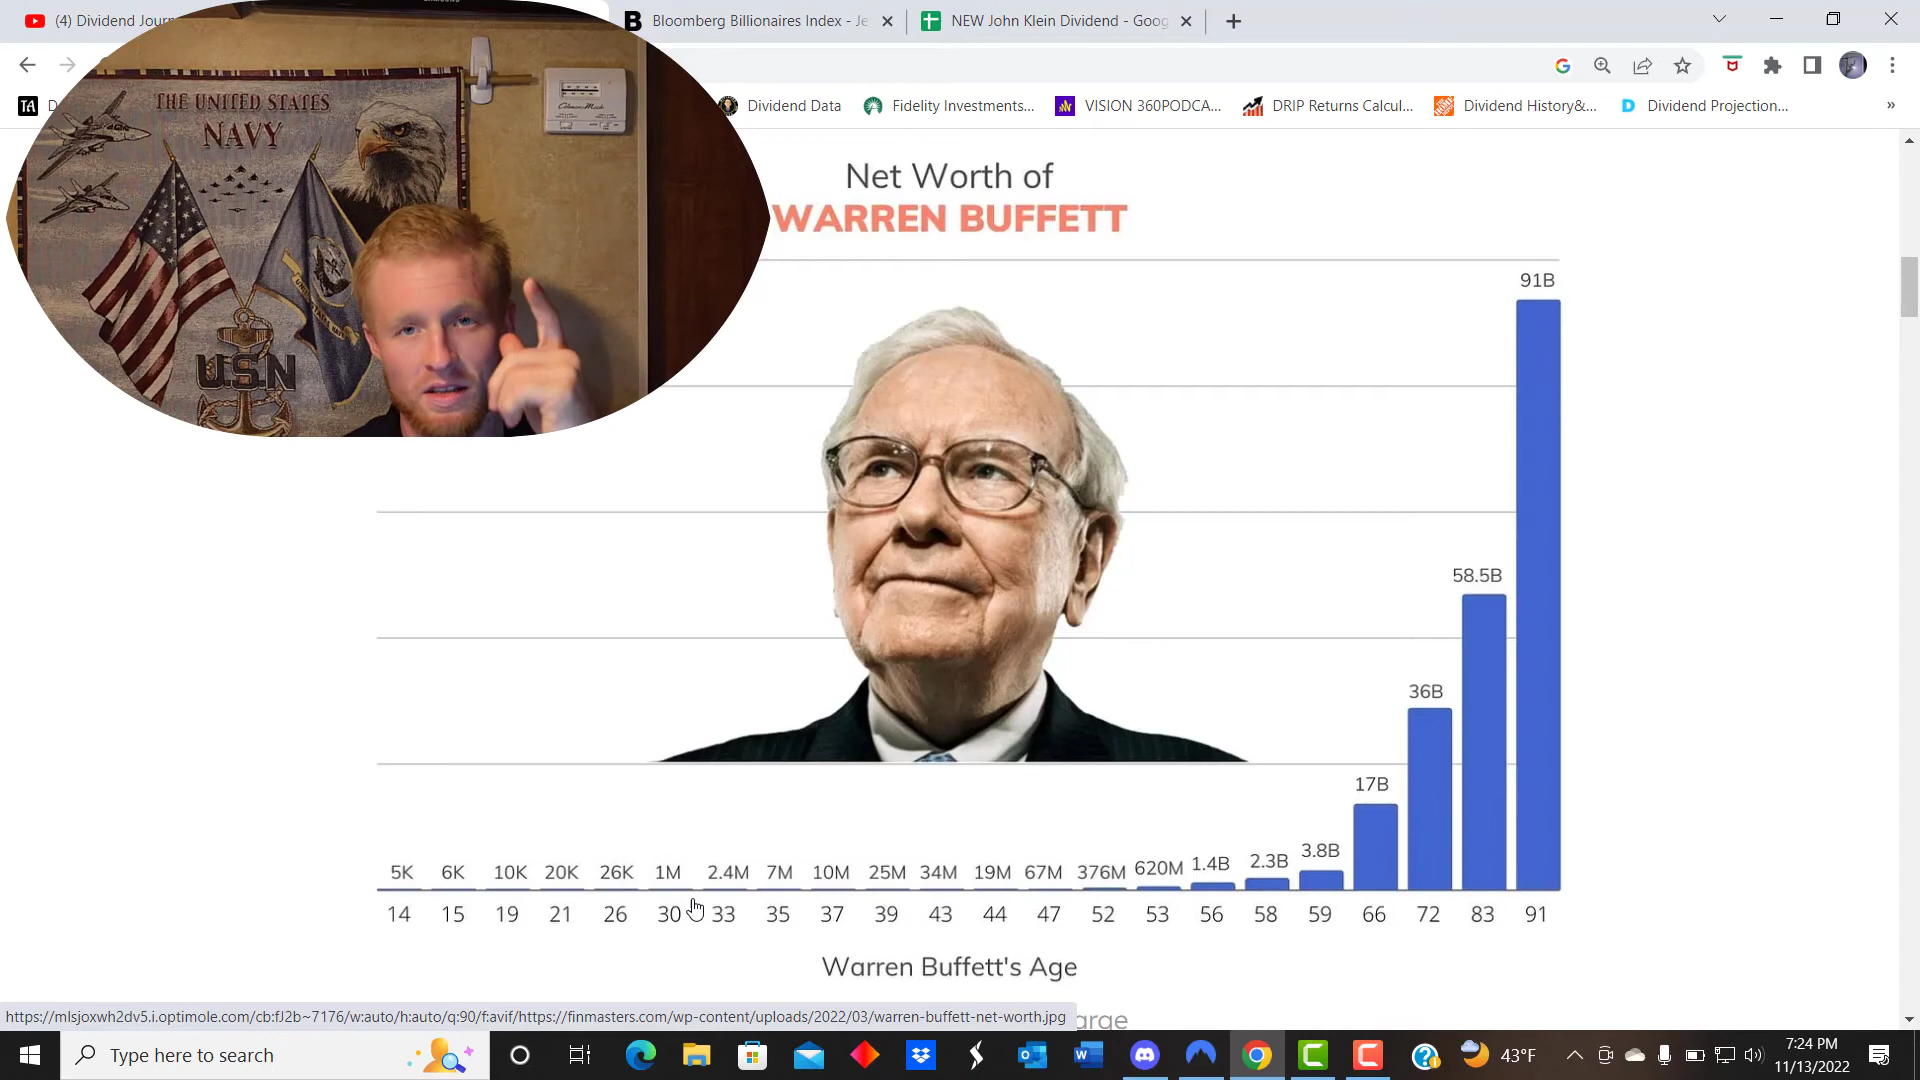 (4) Dividend Jour
Bloomberg Billionaires Index - Je
NEW John Klein Dividend - Goog
TA
D
Dividend Data
Fidelity Investments...
VISION 360PODCA...
DRIP Returns Calcul...
Dividend History&...
Dividend Projection...
»
THE UNITED STATES
NAVY
U.S.N
Net Worth of
WARREN BUFFETT
91B
58.5B
36B
17B
5K 6K 10K 20K 26K 1M 2.4M 7M 10M 25M 34M 19M 67M 376M 620M 1.4B 2.3B 3.8B
14 15 19 21 26 30 33 35 37 39 43 44 47 52 53 56 58 59 66 72 83 91
Warren Buffett's Age
arge
https://mlsjoxwh2dv5.i.optimole.com/cb:fJ2b~7176/w:auto/h:auto/q:90/f:avif/https://finmasters.com/wp-content/uploads/2022/03/warren-buffett-net-worth.jpg
Type here to search
43°F
7:24 PM
11/13/2022